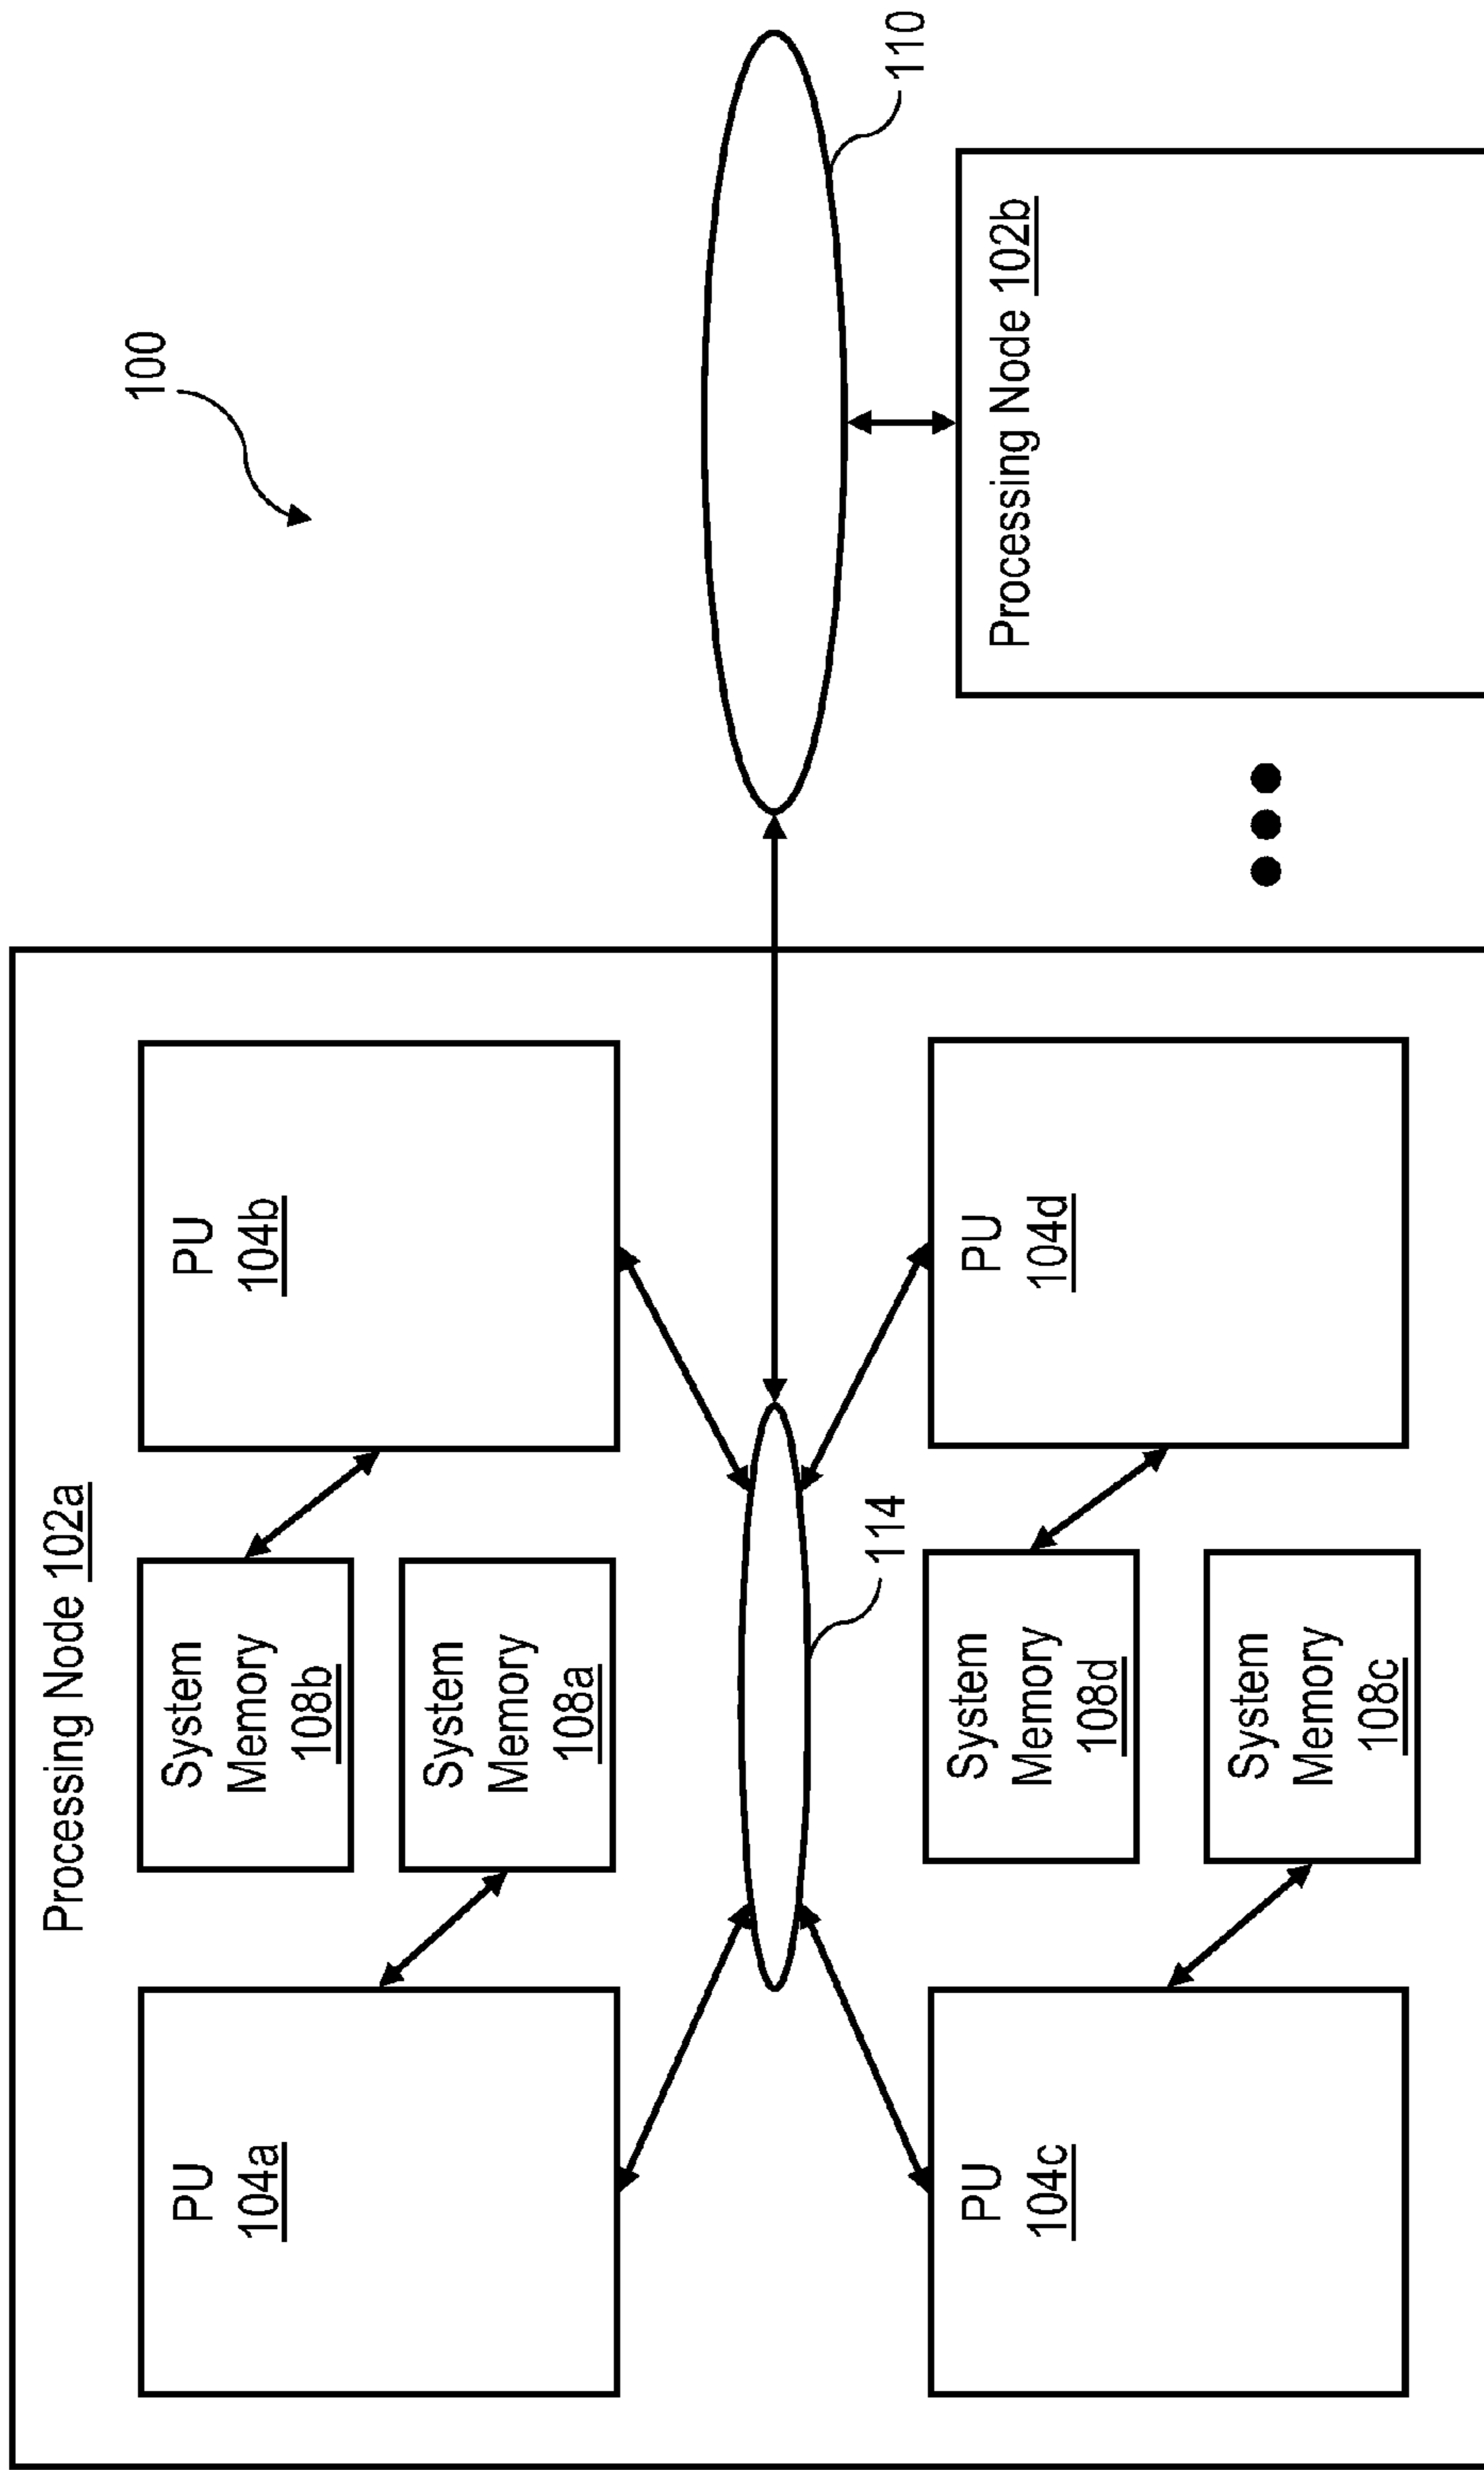 Processing Node 102a
100
PU
104a
System
Memory
108b
System
Memory
108a
PU
104b
110
114
PU
104c
System
Memory
108d
System
Memory
108c
PU
104d
Processing Node 102b